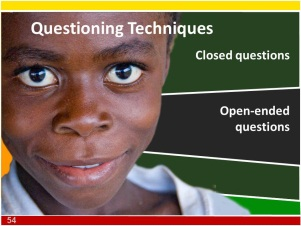 Questioning Techniques
Closed questions
Open-ended
questions
54